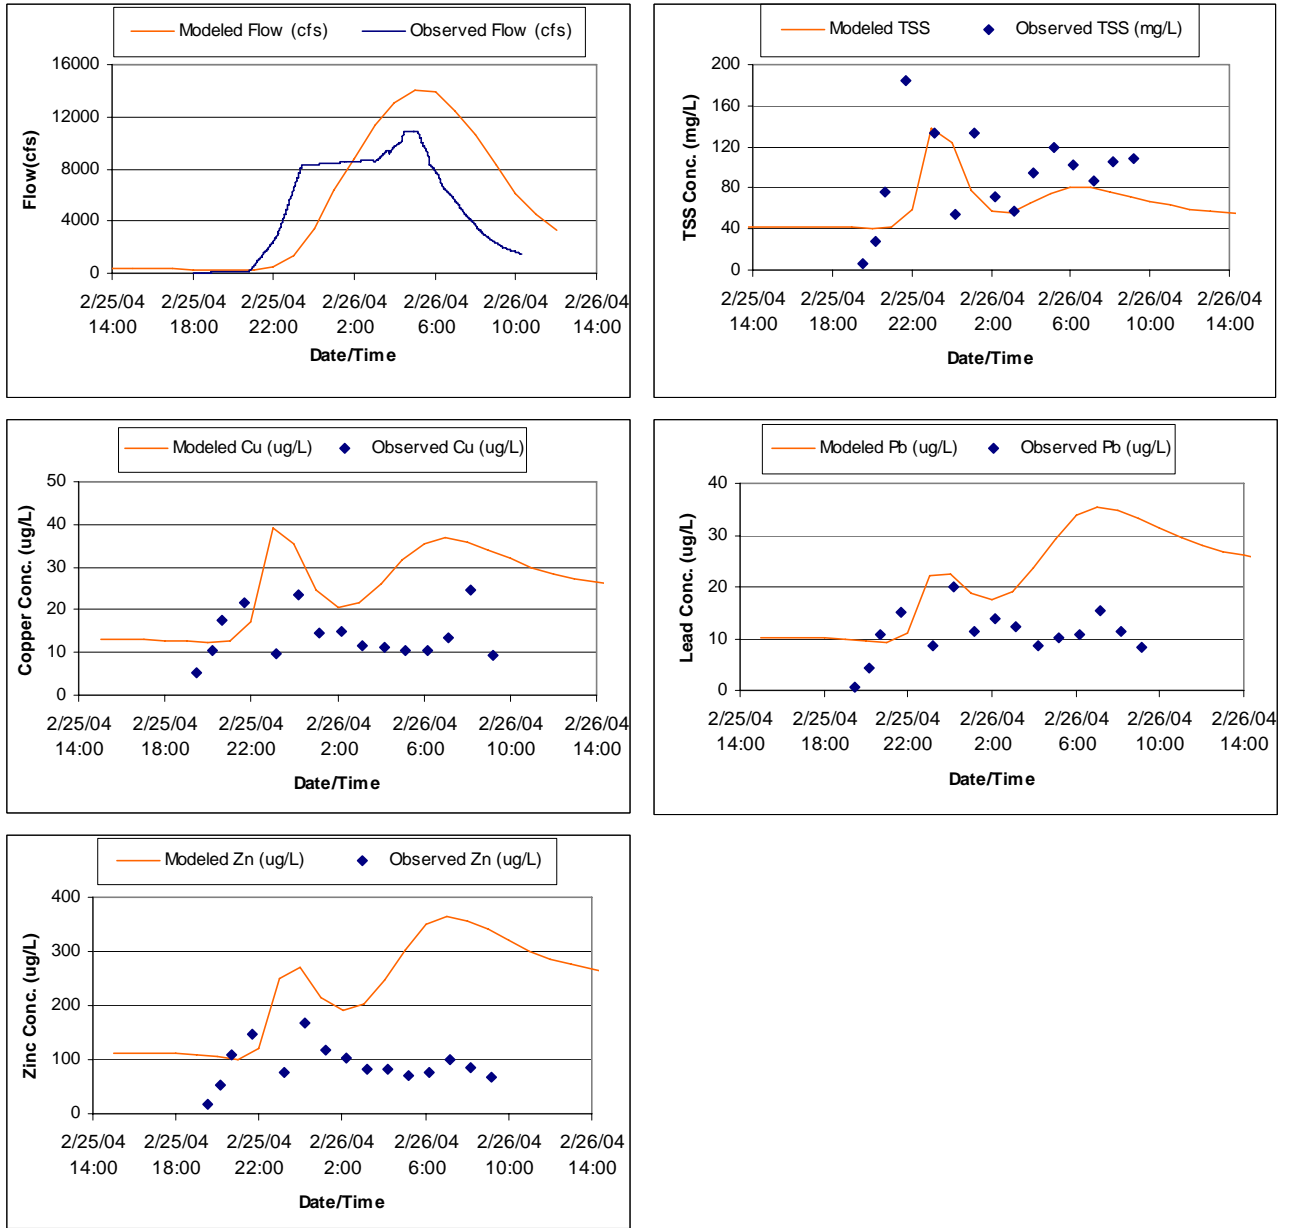 Modeled Flow (cfs) Observed Flow (cfs)
16000
12000
8000
4000
0
Flow(cfs)
2/25/04 2/25/04 2/25/04 2/26/04 2/26/04 2/26/04 2/26/04
14:00 18:00 22:00 2:00 6:00 10:00 14:00
Date/Time
Modeled TSS Observed TSS (mg/L)
200
160
120
80
40
0
TSS Conc. (mg/L)
2/25/04 2/25/04 2/25/04 2/26/04 2/26/04 2/26/04 2/26/04
14:00 18:00 22:00 2:00 6:00 10:00 14:00
Date/Time
Modeled Cu (ug/L) Observed Cu (ug/L)
50
40
30
20
10
0
Copper Conc. (ug/L)
2/25/04 2/25/04 2/25/04 2/26/04 2/26/04 2/26/04 2/26/04
14:00 18:00 22:00 2:00 6:00 10:00 14:00
Date/Time
Modeled Pb (ug/L) Observed Pb (ug/L)
40
30
20
10
0
Lead Conc. (ug/L)
2/25/04 2/25/04 2/25/04 2/26/04 2/26/04 2/26/04 2/26/04
14:00 18:00 22:00 2:00 6:00 10:00 14:00
Date/Time
Modeled Zn (ug/L) Observed Zn (ug/L)
400
300
200
100
0
Zinc Conc. (ug/L)
2/25/04 2/25/04 2/25/04 2/26/04 2/26/04 2/26/04 2/26/04
14:00 18:00 22:00 2:00 6:00 10:00 14:00
Date/Time